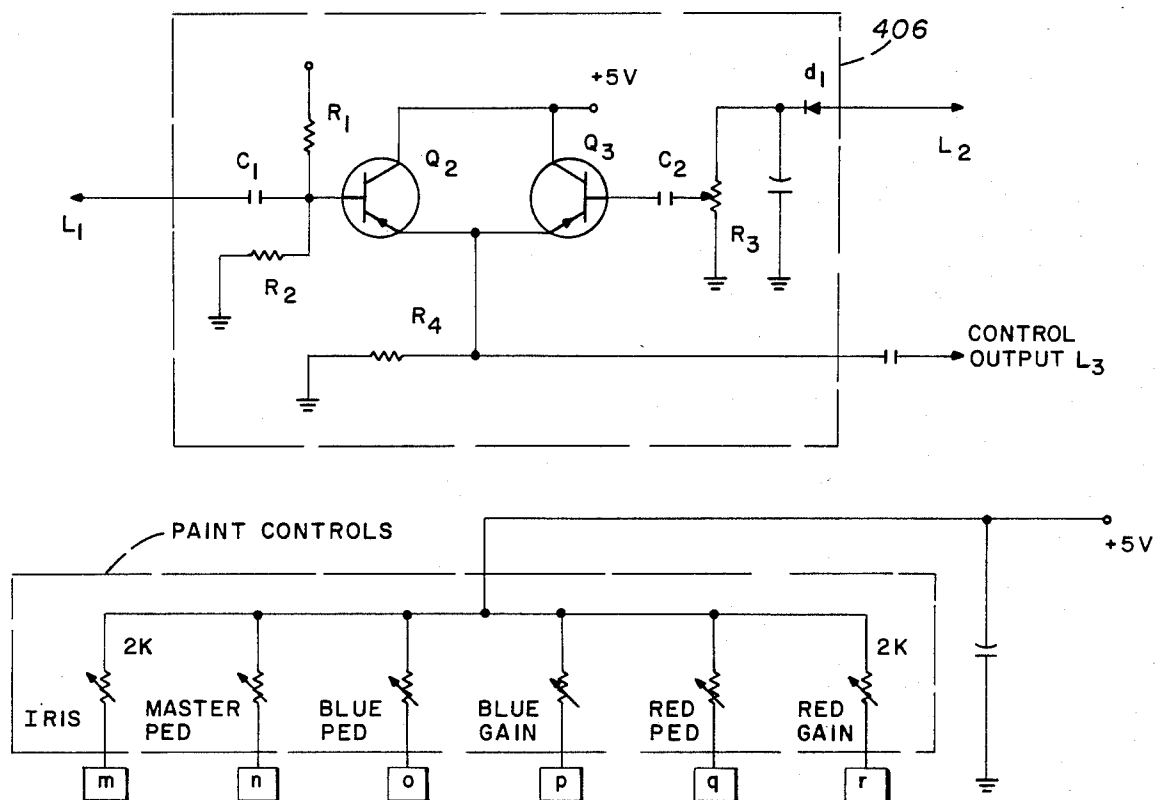 406
+5V
d1
R1
Q2
Q3
C2
C1
L2
L1
R3
R2
R4
CONTROL
OUTPUT L3
PAINT CONTROLS
+5V
2K
2K
IRIS
MASTER
PED
BLUE
PED
BLUE
GAIN
RED
PED
RED
GAIN
m
n
o
p
q
r